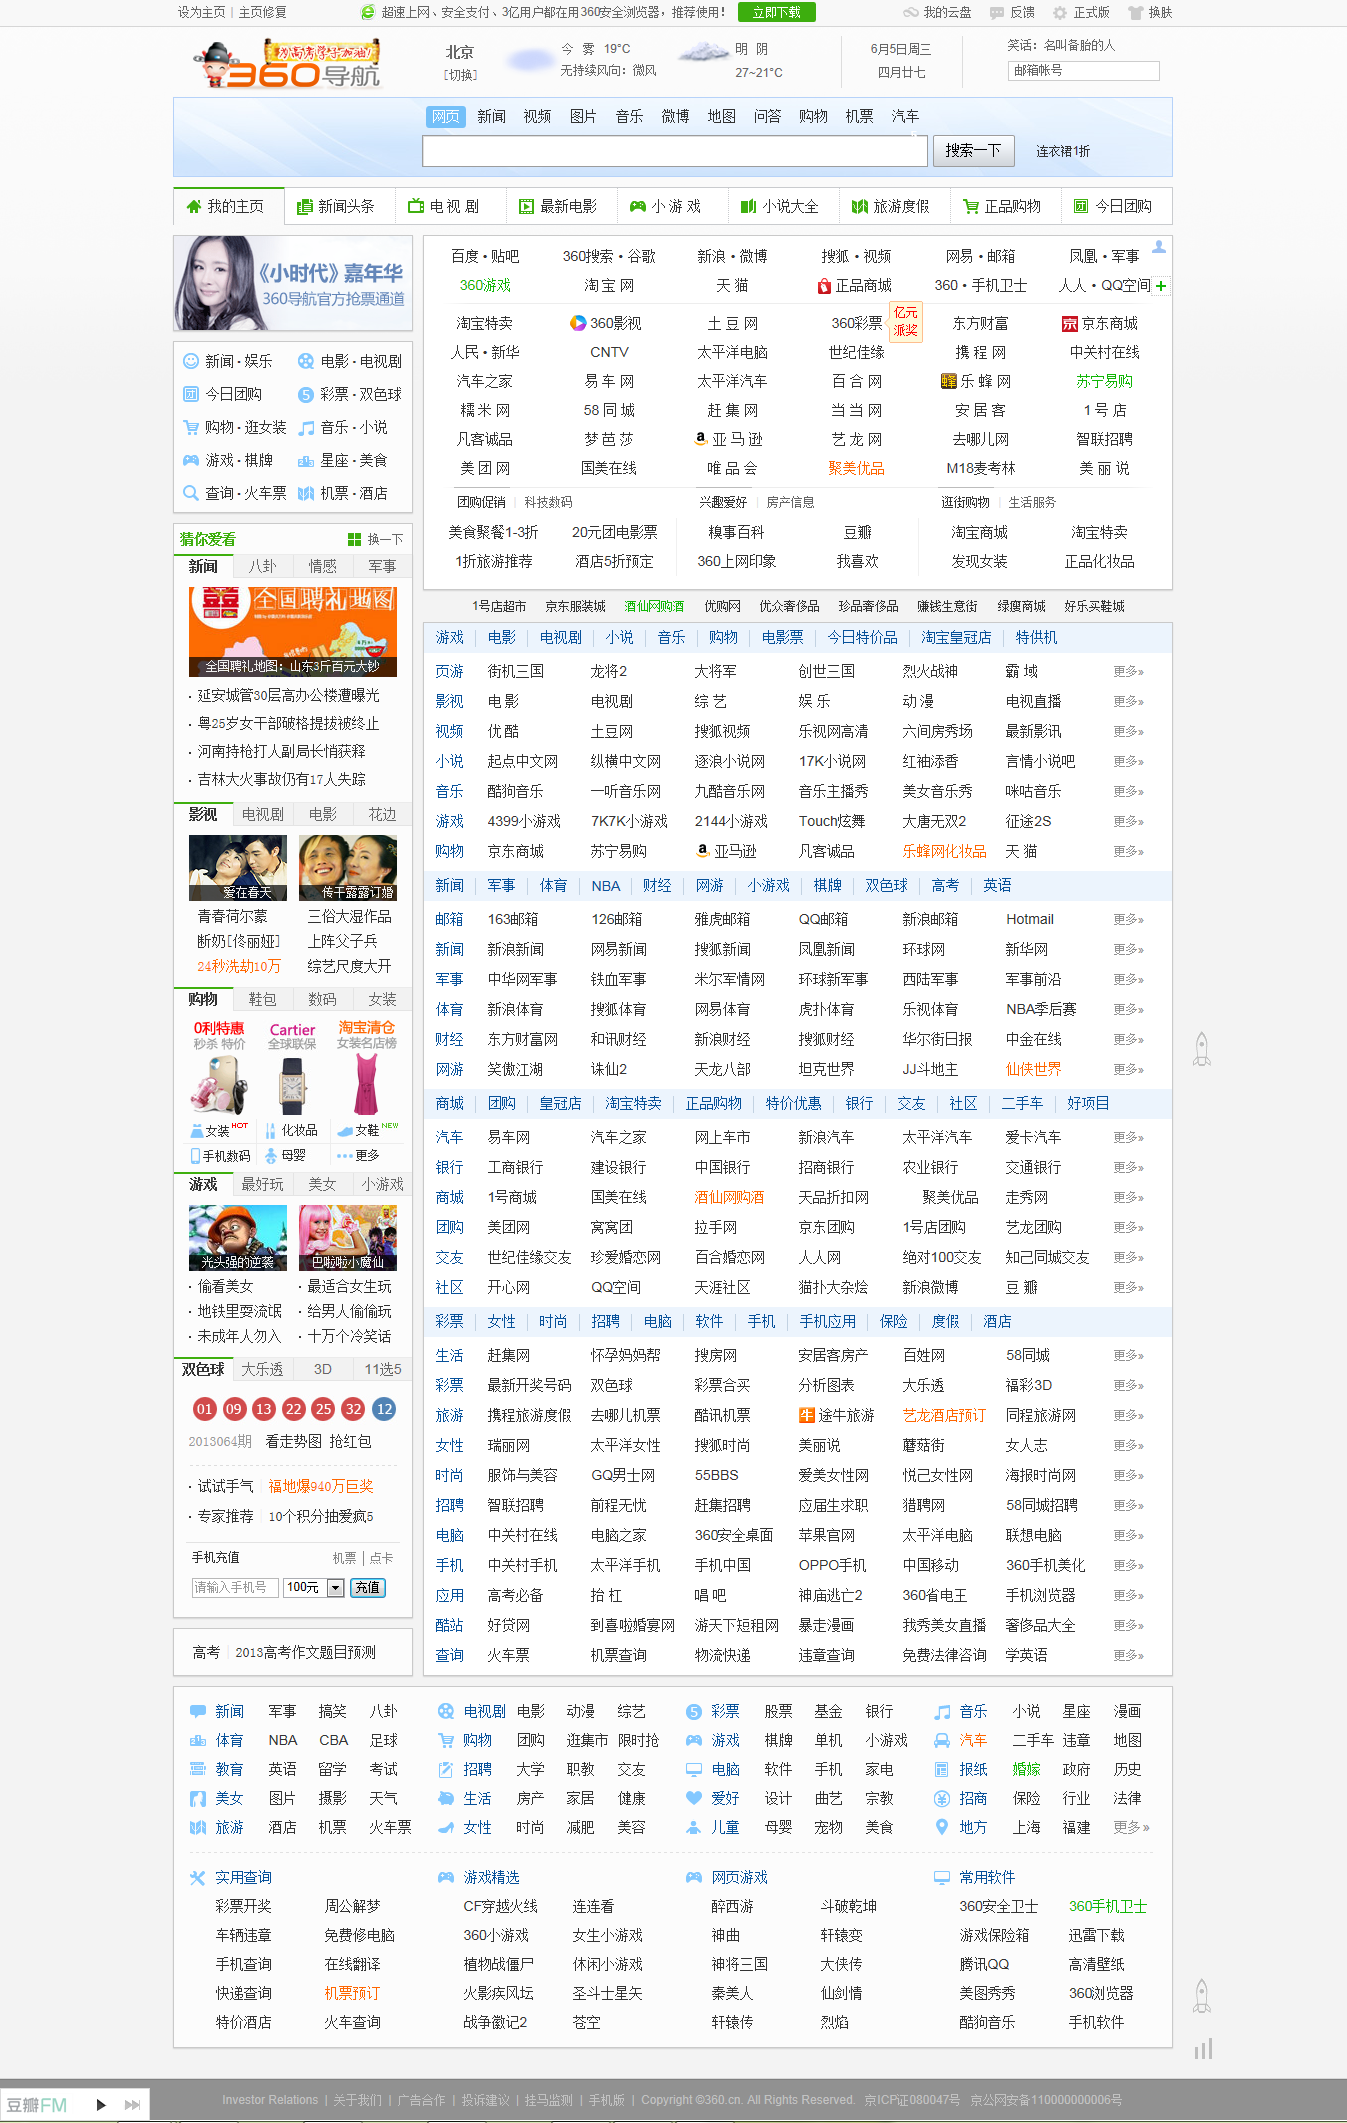 设为主页 | 主页修复
超速上网、安全支付、3亿用户都在用360安全浏览器，推荐使用！ 立即下载
我的云盘 反馈 正式版 换肤
为高考学子加油!
360导航
北京
[切换]
今 雾 19°C
无持续风向：微风
明 阴
27~21°C
6月5日周三
四月廿七
笑话：名叫备胎的人
邮箱帐号
网页 新闻 视频 图片 音乐 微博 地图 问答 购物 机票 汽车
搜索一下 连衣裙1折
我的主页 新闻头条 电视剧 最新电影 小游戏 小说大全 旅游度假 正品购物 今日团购
《小时代》嘉年华
360导航官方抢票通道
新闻·娱乐 电影·电视剧
今日团购 彩票·双色球
购物·逛女装 音乐·小说
游戏·棋牌 星座·美食
查询·火车票 机票·酒店
猜你爱看 换一下
新闻 八卦 情感 军事
全国聘礼地图
全国聘礼地图：山东3斤百元大钞
· 延安城管30层高办公楼遭曝光
· 粤25岁女干部破格提拔被终止
· 河南持枪打人副局长悄获释
· 吉林大火事故仍有17人失踪
影视 电视剧 电影 花边
爱在春天 传干露露订婚
青春荷尔蒙 三俗大湿作品
断奶[佟丽娅] 上阵父子兵
24秒洗劫10万 综艺尺度大开
购物 鞋包 数码 女装
0利特惠 Cartier 淘宝清仓
秒杀 特价 全球联保 女装名店榜
女装HOT 化妆品 女鞋NEW
手机数码 母婴 更多
游戏 最好玩 美女 小游戏
光头强的逆袭 巴啦啦小魔仙
· 偷看美女 · 最适合女生玩
· 地铁里耍流氓 · 给男人偷偷玩
· 未成年人勿入 · 十万个冷笑话
双色球 大乐透 3D 11选5
01 09 13 22 25 32 12
2013064期 看走势图 抢红包
· 试试手气 福地爆940万巨奖
· 专家推荐 10个积分抽爱疯5
手机充值 机票 | 点卡
请输入手机号 100元 充值
高考 | 2013高考作文题目预测
百度·贴吧 360搜索·谷歌 新浪·微博 搜狐·视频 网易·邮箱 凤凰·军事
360游戏 淘宝网 天猫 正品商城 360·手机卫士 人人·QQ空间
淘宝特卖 360影视 土豆网 360彩票 亿元派奖 东方财富 京东商城
人民·新华 CNTV 太平洋电脑 世纪佳缘 携程网 中关村在线
汽车之家 易车网 太平洋汽车 百合网 乐蜂网 苏宁易购
糯米网 58同城 赶集网 当当网 安居客 1号店
凡客诚品 梦芭莎 亚马逊 艺龙网 去哪儿网 智联招聘
美团网 国美在线 唯品会 聚美优品 M18麦考林 美丽说
团购促销 | 科技数码 兴趣爱好 | 房产信息 逛街购物 | 生活服务
美食聚餐1-3折 20元团电影票 糗事百科 豆瓣 淘宝商城 淘宝特卖
1折旅游推荐 酒店5折预定 360上网印象 我喜欢 发现女装 正品化妆品
1号店超市 京东服装城 酒仙网购酒 优购网 优众奢侈品 珍品奢侈品 赚钱生意街 绿瘦商城 好乐买鞋城
游戏 电影 电视剧 小说 音乐 购物 电影票 今日特价品 淘宝皇冠店 特供机
页游 街机三国 龙将2 大将军 创世三国 烈火战神 霸域 更多»
影视 电影 电视剧 综艺 娱乐 动漫 电视直播 更多»
视频 优酷 土豆网 搜狐视频 乐视网高清 六间房秀场 最新影讯 更多»
小说 起点中文网 纵横中文网 逐浪小说网 17K小说网 红袖添香 言情小说吧 更多»
音乐 酷狗音乐 一听音乐网 九酷音乐网 音乐主播秀 美女音乐秀 咪咕音乐 更多»
游戏 4399小游戏 7K7K小游戏 2144小游戏 Touch炫舞 大唐无双2 征途2S 更多»
购物 京东商城 苏宁易购 亚马逊 凡客诚品 乐蜂网化妆品 天猫 更多»
新闻 军事 体育 NBA 财经 网游 小游戏 棋牌 双色球 高考 英语
邮箱 163邮箱 126邮箱 雅虎邮箱 QQ邮箱 新浪邮箱 Hotmail 更多»
新闻 新浪新闻 网易新闻 搜狐新闻 凤凰新闻 环球网 新华网 更多»
军事 中华网军事 铁血军事 米尔军情网 环球新军事 西陆军事 军事前沿 更多»
体育 新浪体育 搜狐体育 网易体育 虎扑体育 乐视体育 NBA季后赛 更多»
财经 东方财富网 和讯财经 新浪财经 搜狐财经 华尔街日报 中金在线 更多»
网游 笑傲江湖 诛仙2 天龙八部 坦克世界 JJ斗地主 仙侠世界 更多»
商城 团购 皇冠店 淘宝特卖 正品购物 特价优惠 银行 交友 社区 二手车 好项目
汽车 易车网 汽车之家 网上车市 新浪汽车 太平洋汽车 爱卡汽车 更多»
银行 工商银行 建设银行 中国银行 招商银行 农业银行 交通银行 更多»
商城 1号商城 国美在线 酒仙网购酒 天品折扣网 聚美优品 走秀网 更多»
团购 美团网 窝窝团 拉手网 京东团购 1号店团购 艺龙团购 更多»
交友 世纪佳缘交友 珍爱婚恋网 百合婚恋网 人人网 绝对100交友 知己同城交友 更多»
社区 开心网 QQ空间 天涯社区 猫扑大杂烩 新浪微博 豆瓣 更多»
彩票 女性 时尚 招聘 电脑 软件 手机 手机应用 保险 度假 酒店
生活 赶集网 怀孕妈妈帮 搜房网 安居客房产 百姓网 58同城 更多»
彩票 最新开奖号码 双色球 彩票合买 分析图表 大乐透 福彩3D 更多»
旅游 携程旅游度假 去哪儿机票 酷讯机票 途牛旅游 艺龙酒店预订 同程旅游网 更多»
女性 瑞丽网 太平洋女性 搜狐时尚 美丽说 蘑菇街 女人志 更多»
时尚 服饰与美容 GQ男士网 55BBS 爱美女性网 悦己女性网 海报时尚网 更多»
招聘 智联招聘 前程无忧 赶集招聘 应届生求职 猎聘网 58同城招聘 更多»
电脑 中关村在线 电脑之家 360安全桌面 苹果官网 太平洋电脑 联想电脑 更多»
手机 中关村手机 太平洋手机 手机中国 OPPO手机 中国移动 360手机美化 更多»
应用 高考必备 抬杠 唱吧 神庙逃亡2 360省电王 手机浏览器 更多»
酷站 好贷网 到喜啦婚宴网 游天下短租网 暴走漫画 我秀美女直播 奢侈品大全 更多»
查询 火车票 机票查询 物流快递 违章查询 免费法律咨询 学英语 更多»
新闻 军事 搞笑 八卦 电视剧 电影 动漫 综艺 彩票 股票 基金 银行 音乐 小说 星座 漫画
体育 NBA CBA 足球 购物 团购 逛集市 限时抢 游戏 棋牌 单机 小游戏 汽车 二手车 违章 地图
教育 英语 留学 考试 招聘 大学 职教 交友 电脑 软件 手机 家电 报纸 婚嫁 政府 历史
美女 图片 摄影 天气 生活 房产 家居 健康 爱好 设计 曲艺 宗教 招商 保险 行业 法律
旅游 酒店 机票 火车票 女性 时尚 减肥 美容 儿童 母婴 宠物 美食 地方 上海 福建 更多»
实用查询 游戏精选 网页游戏 常用软件
彩票开奖 周公解梦 CF穿越火线 连连看 醉西游 斗破乾坤 360安全卫士 360手机卫士
车辆违章 免费修电脑 360小游戏 女生小游戏 神曲 轩辕变 游戏保险箱 迅雷下载
手机查询 在线翻译 植物战僵尸 休闲小游戏 神将三国 大侠传 腾讯QQ 高清壁纸
快递查询 机票预订 火影疾风坛 圣斗士星矢 秦美人 仙剑情 美图秀秀 360浏览器
特价酒店 火车查询 战争徽记2 苍空 轩辕传 烈焰 酷狗音乐 手机软件
豆瓣FM
Investor Relations | 关于我们 | 广告合作 | 投诉建议 | 挂马监测 | 手机版 | Copyright ©360.cn. All Rights Reserved. 京ICP证080047号 京公网安备110000000006号